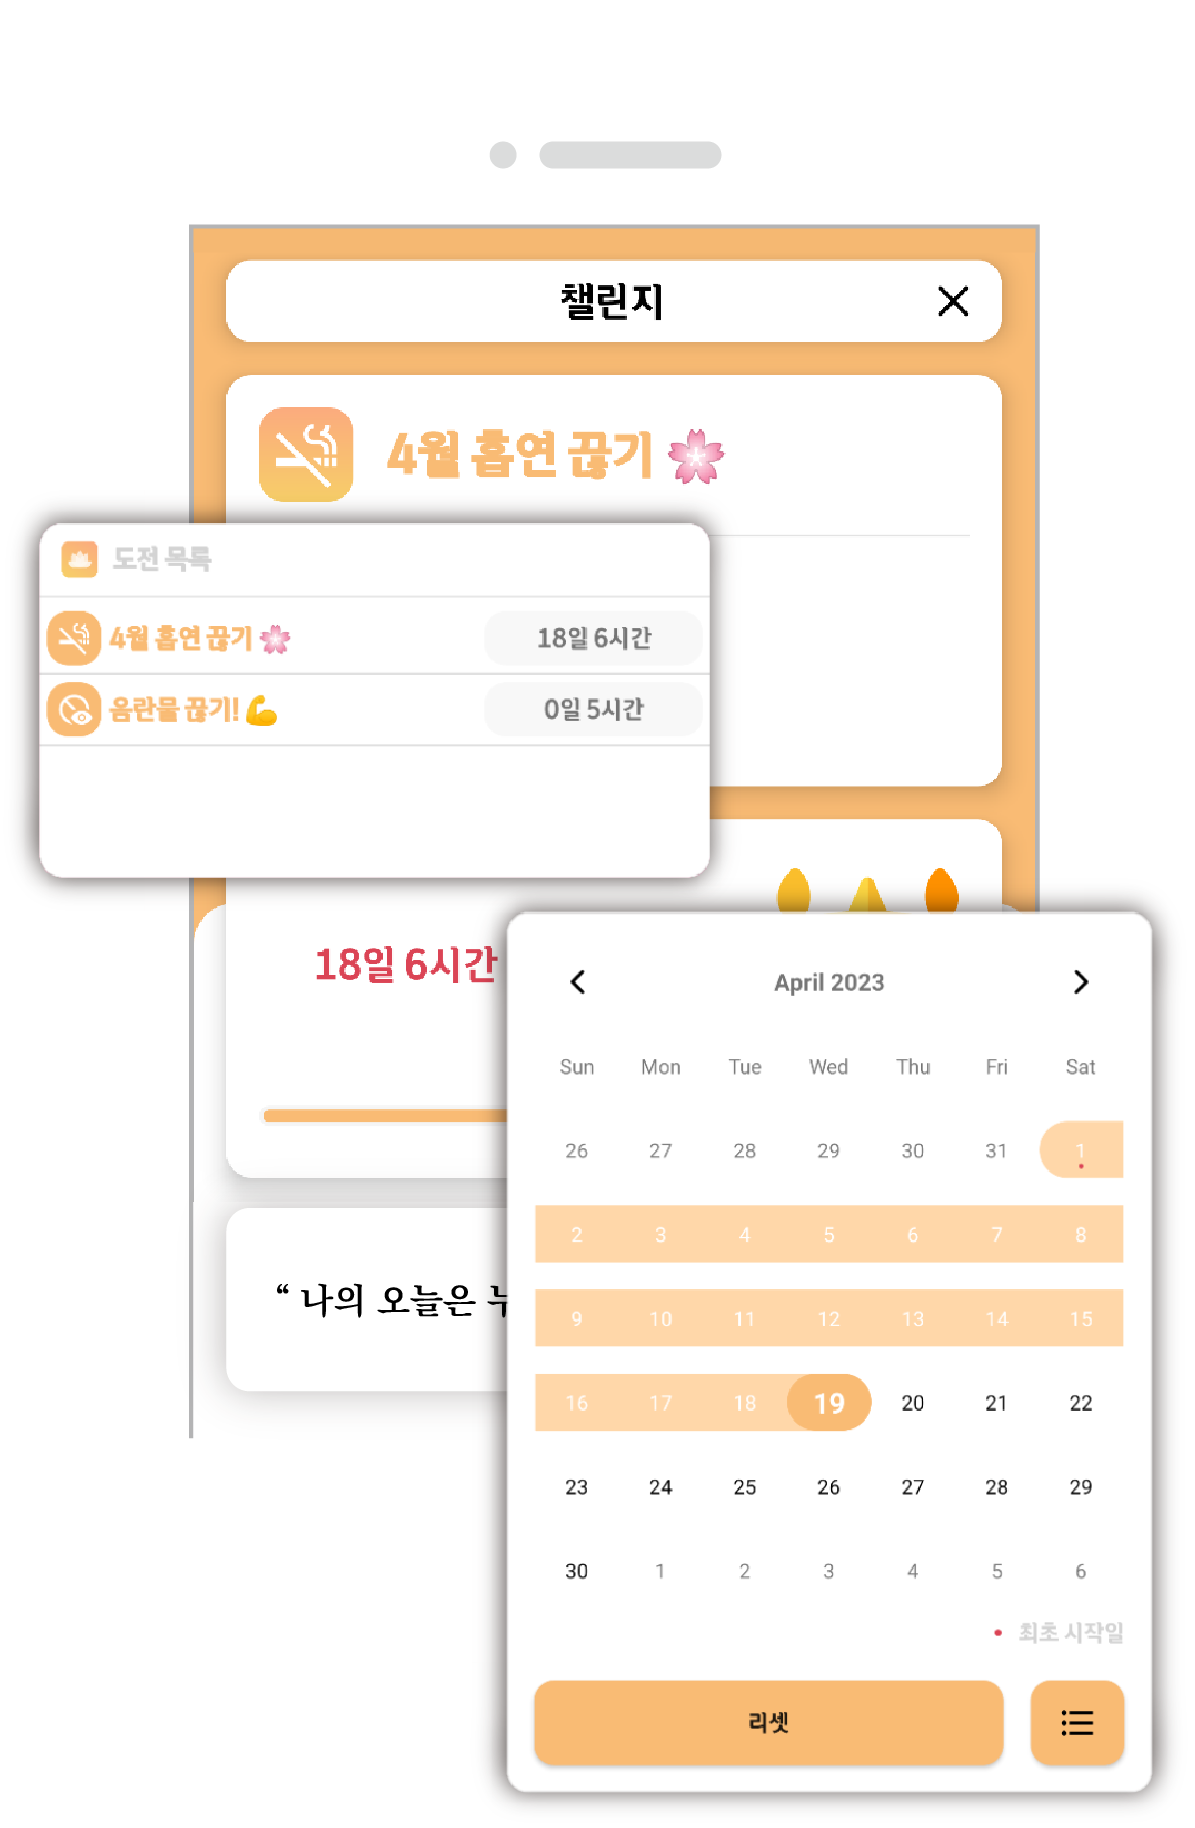 챌린지
4월 흡연 끊기 🌸
도전 목록
4월 흡연 끊기 🌸 18일 6시간
음란물 끊기! 💪 0일 5시간
18일 6시간
“ 나의 오늘은
April 2023
Sun Mon Tue Wed Thu Fri Sat
26 27 28 29 30 31 1
2 3 4 5 6 7 8
9 10 11 12 13 14 15
16 17 18 19 20 21 22
23 24 25 26 27 28 29
30 1 2 3 4 5 6
최초 시작일
리셋